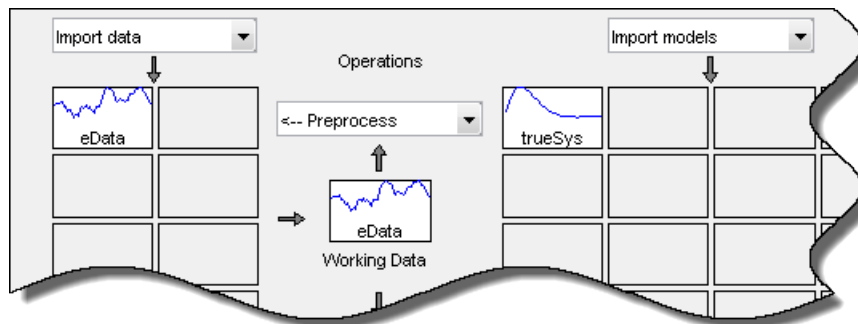 Import data
Import models
Operations
<-- Preprocess
eData
trueSys
eData
Working Data